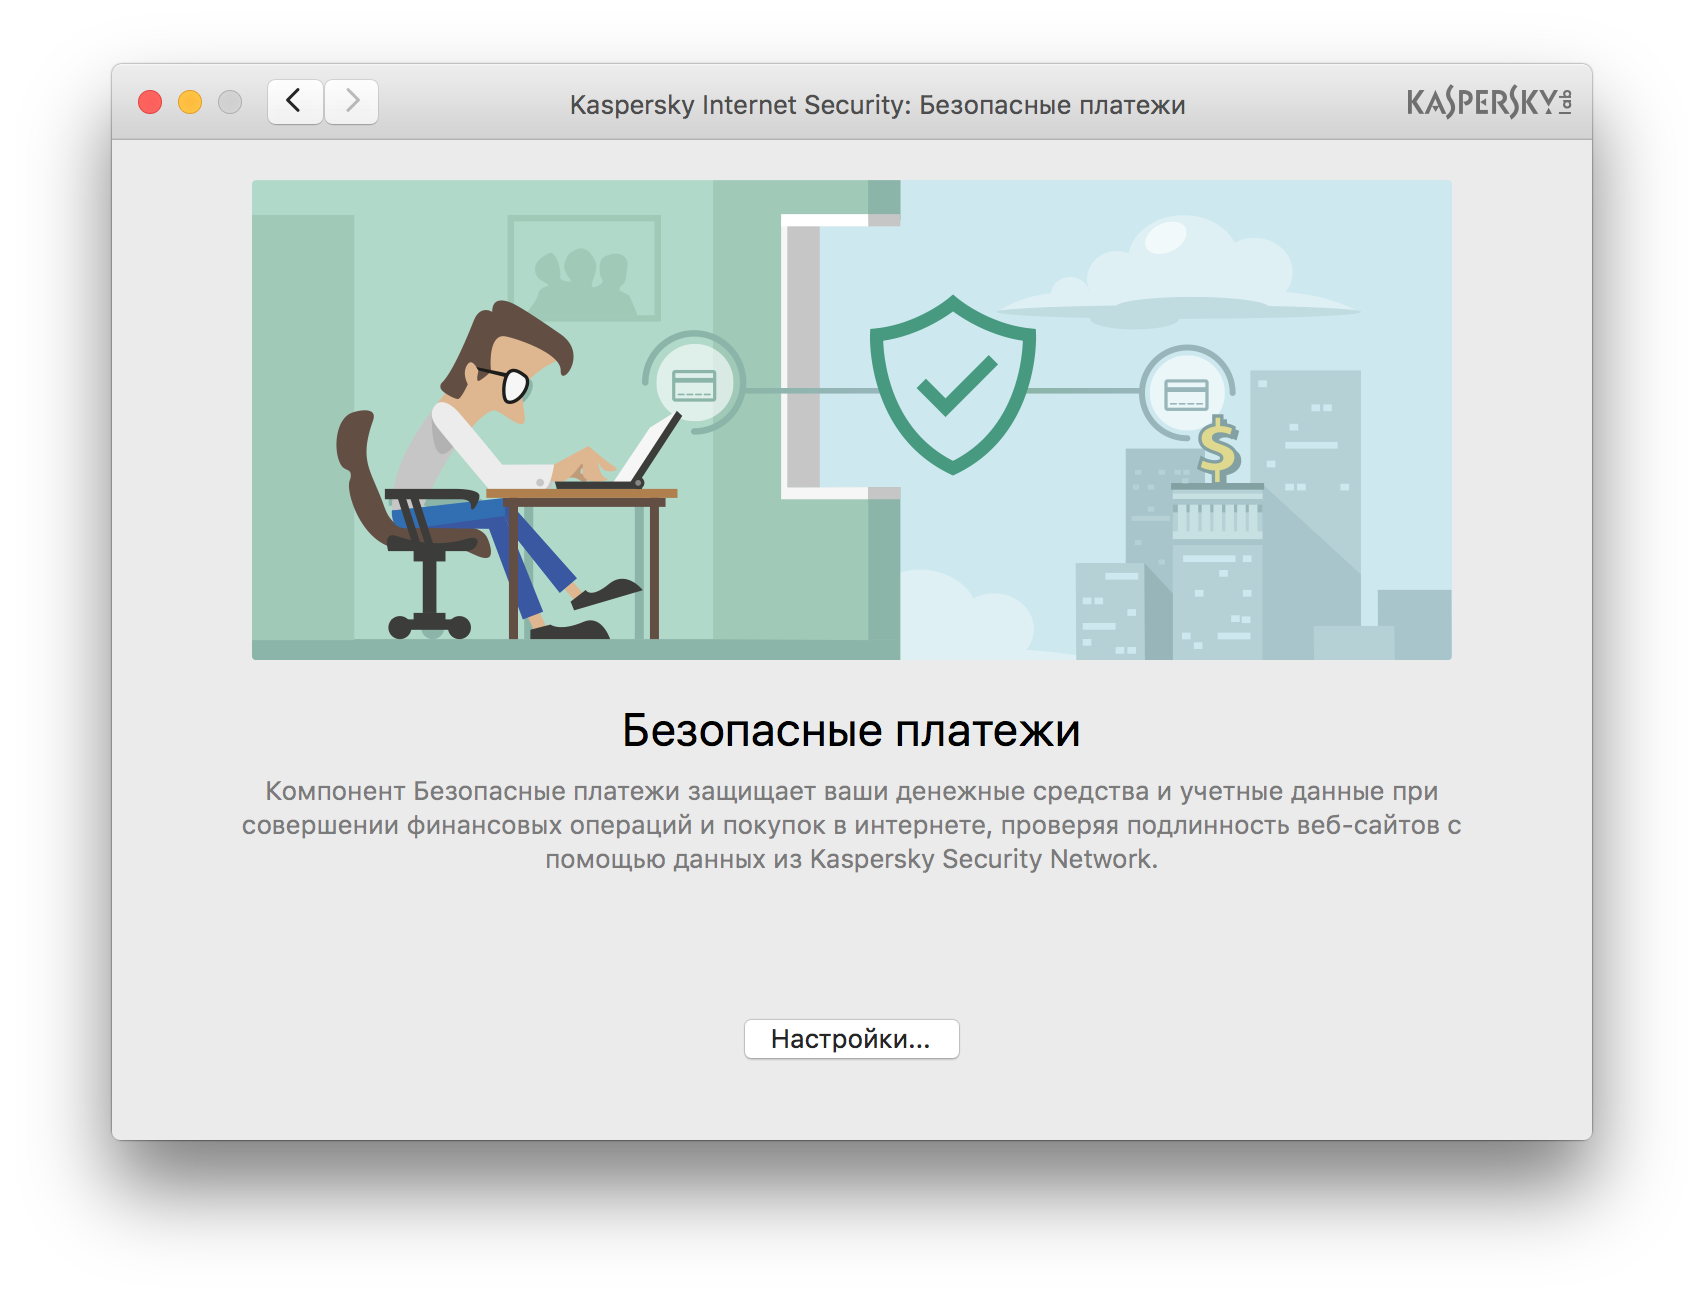 Kaspersky Internet Security: Безопасные платежи
KASPERSKY lab
$
Безопасные платежи
Компонент Безопасные платежи защищает ваши денежные средства и учетные данные при
совершении финансовых операций и покупок в интернете, проверяя подлинность веб-сайтов с
помощью данных из Kaspersky Security Network.
Настройки...